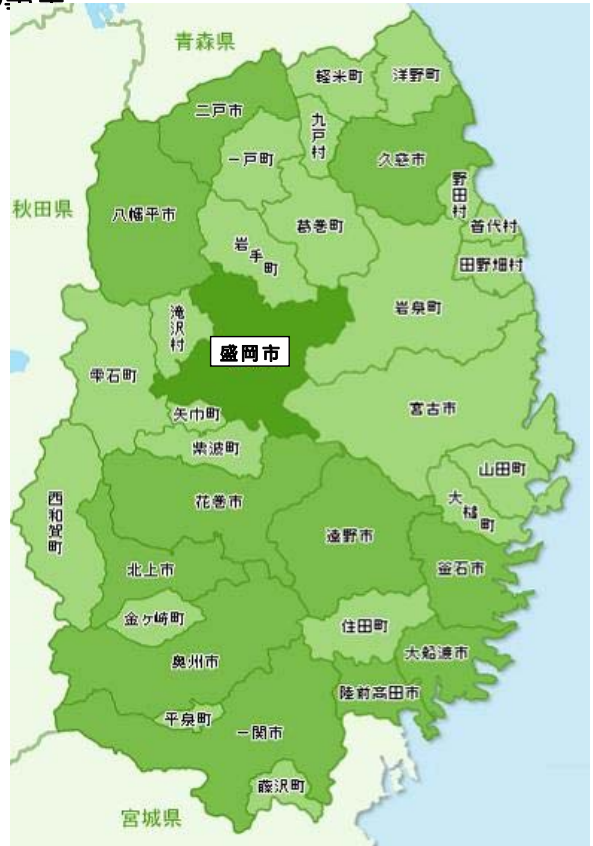 青森県
軽米町
洋野町
二戸市
九戸村
一戸町
久慈市
野田村
八幡平市
秋田県
葛巻町
普代村
岩手町
田野畑村
滝沢村
岩泉町
盛岡市
雫石町
宮古市
矢巾町
紫波町
山田町
西和賀町
花巻市
大槌町
遠野市
北上市
釜石市
金ヶ崎町
住田町
大船渡市
奥州市
陸前高田市
平泉町
一関市
藤沢町
宮城県